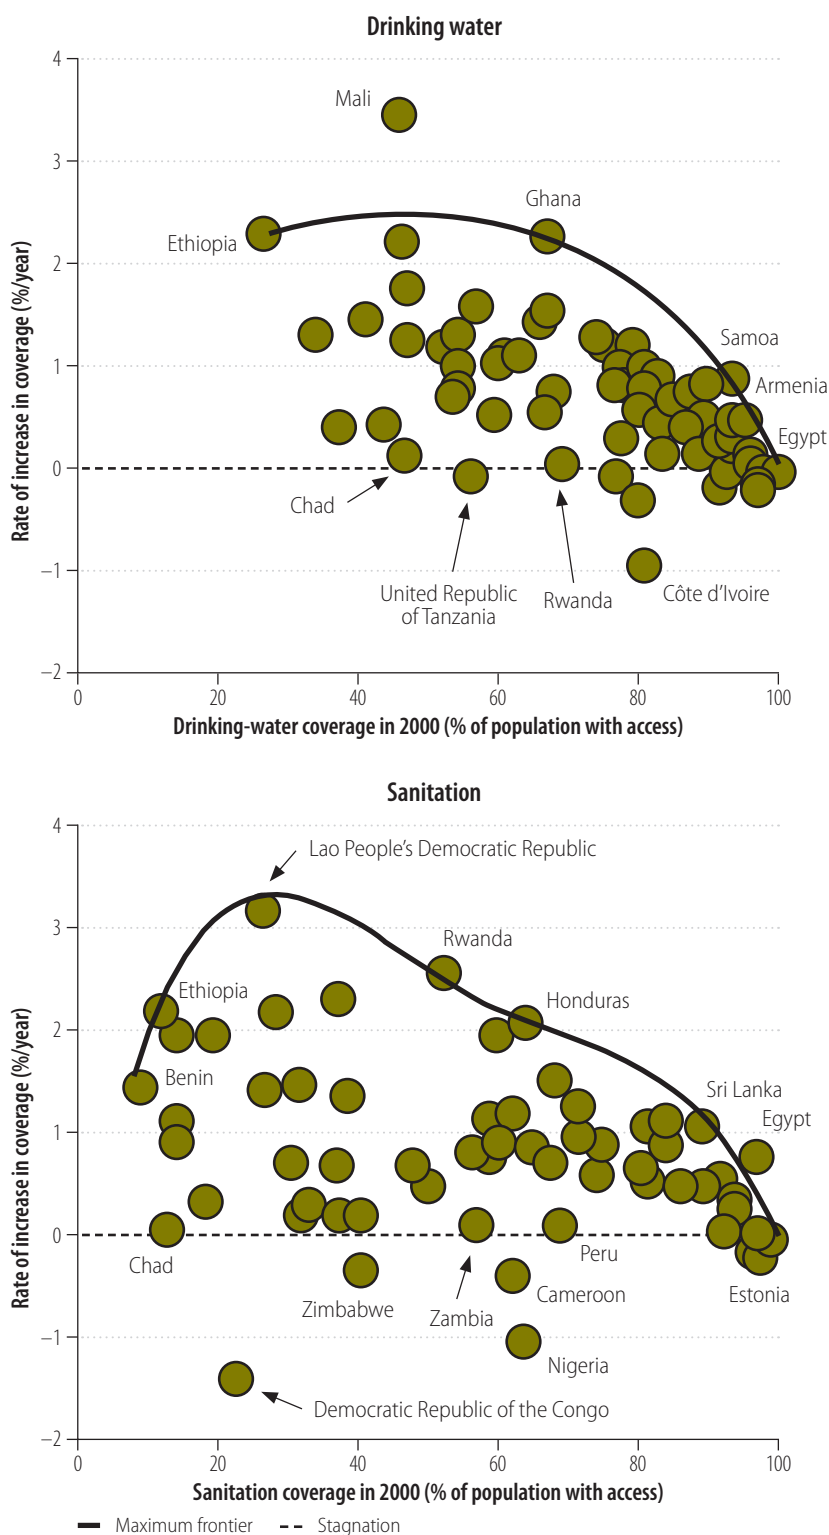 Drinking water
4
Mali
3
Ghana
Ethiopia
2
Samoa
1
Armenia
Egypt
0
Chad
United Republic
of Tanzania
Rwanda
Côte d'Ivoire
–1
–2
0 20 40 60 80 100
Rate of increase in coverage (%/year)
Drinking-water coverage in 2000 (% of population with access)
Sanitation
4
Lao People's Democratic Republic
3
Rwanda
Ethiopia
Honduras
2
Benin
Sri Lanka
Egypt
1
0
Chad
Peru
Zimbabwe
Zambia
Cameroon
Estonia
–1
Nigeria
Democratic Republic of the Congo
–2
0 20 40 60 80 100
Rate of increase in coverage (%/year)
Sanitation coverage in 2000 (% of population with access)
Maximum frontier Stagnation